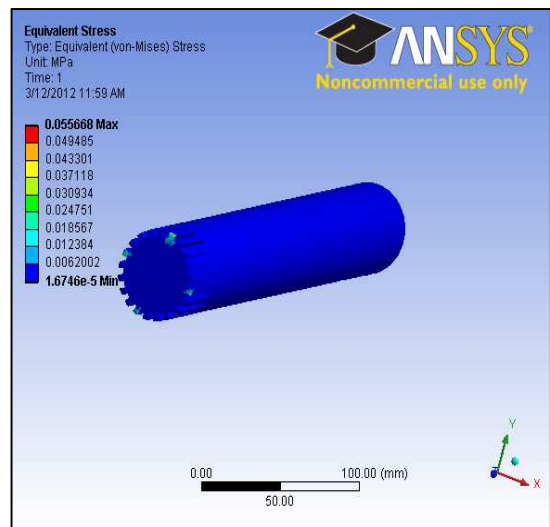 Equivalent Stress
Type: Equivalent (von-Mises) Stress
Unit: MPa
Time: 1
3/12/2012 11:59 AM
ANSYS
Noncommercial use only
0.055668 Max
0.049485
0.043301
0.037118
0.030934
0.024751
0.018567
0.012384
0.0062002
1.6746e-5 Min
0.00
100.00 (mm)
50.00
Y
Z
X